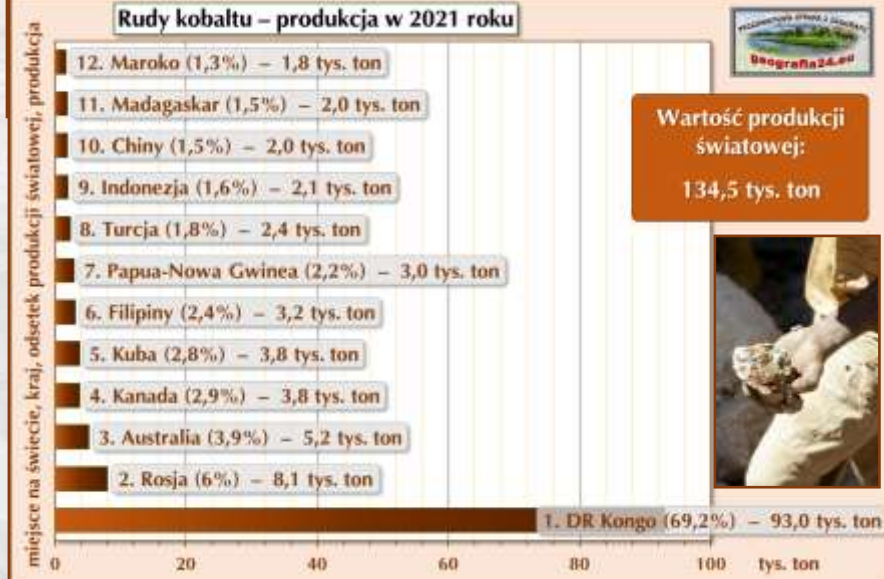 Rudy kobaltu – produkcja w 2021 roku
geografia24.eu
miejsce na świecie, kraj, odsetek produkcji światowej, produkcja
12. Maroko (1,3%) – 1,8 tys. ton
11. Madagaskar (1,5%) – 2,0 tys. ton
10. Chiny (1,5%) – 2,0 tys. ton
9. Indonezja (1,6%) – 2,1 tys. ton
8. Turcja (1,8%) – 2,4 tys. ton
7. Papua-Nowa Gwinea (2,2%) – 3,0 tys. ton
6. Filipiny (2,4%) – 3,2 tys. ton
5. Kuba (2,8%) – 3,8 tys. ton
4. Kanada (2,9%) – 3,8 tys. ton
3. Australia (3,9%) – 5,2 tys. ton
2. Rosja (6%) – 8,1 tys. ton
1. DR Kongo (69,2%) – 93,0 tys. ton
0 20 40 60 80 100 tys. ton
Wartość produkcji
światowej:
134,5 tys. ton